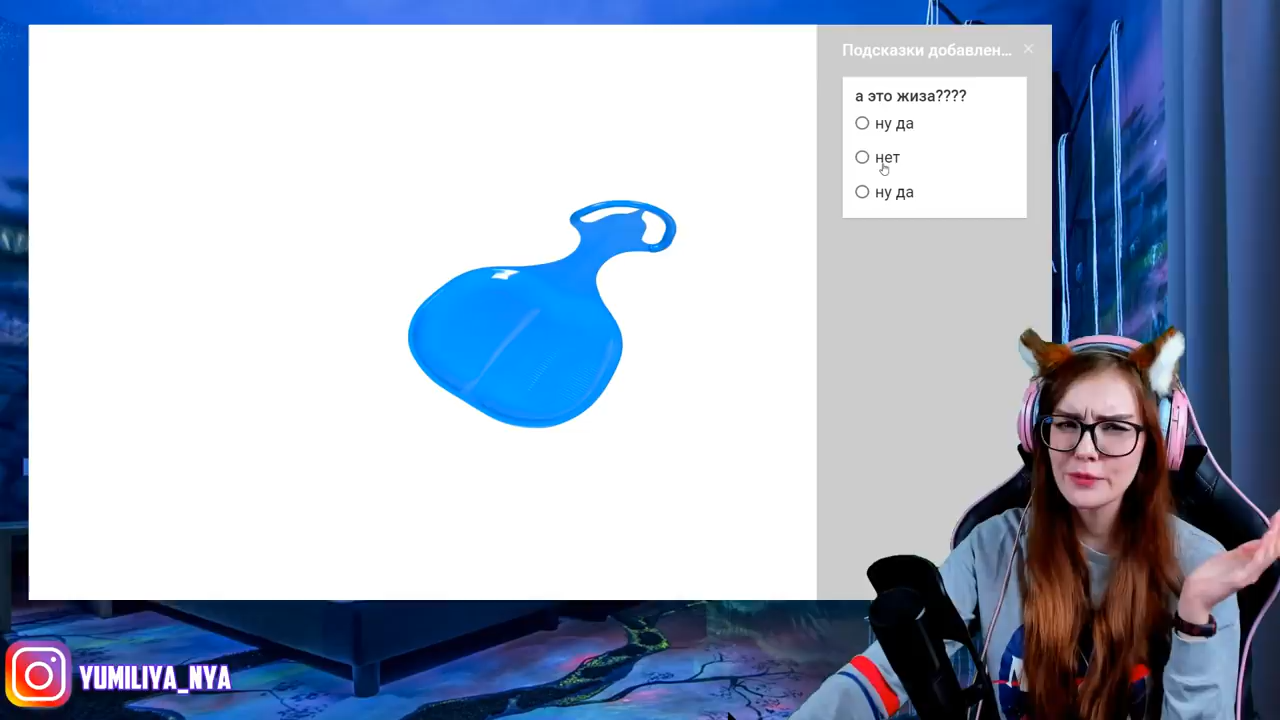 Подсказки добавлен...
а это жиза????
ну да
нет
ну да
YUMILIYA_NYA